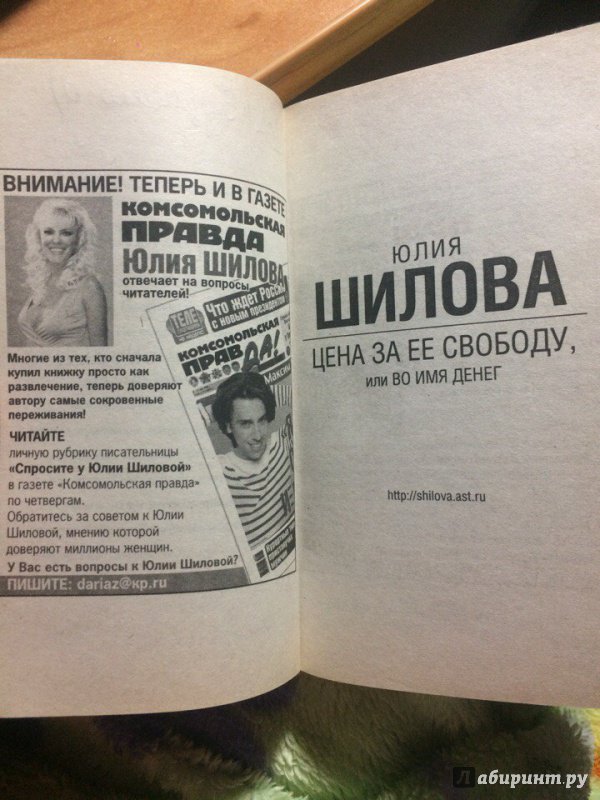 ВНИМАНИЕ! ТЕПЕРЬ И В ГАЗЕТЕ
КОМСОМОЛЬСКАЯ
ПРАВДА
Юлия ШИЛОВА
отвечает на вопросы
читателей!
ТЕЛЕ
Что ждет Россию
с новым президентом
КОМСОМОЛЬСКАЯ
ПРАВДА!
Макси
Многие из тех, кто сначала
купил книжку просто как
развлечение, теперь доверяют
автору самые сокровенные
переживания!
ЧИТАЙТЕ
личную рубрику писательницы
«Спросите у Юлии Шиловой»
в газете «Комсомольская правда»
по четвергам.
Обратитесь за советом к Юлии
Шиловой, мнению которой
доверяют миллионы женщин.
У Вас есть вопросы к Юлии Шиловой?
ПИШИТЕ: dariaz@kp.ru
ЮЛИЯ
ШИЛОВА
ЦЕНА ЗА ЕЕ СВОБОДУ,
или ВО ИМЯ ДЕНЕГ
http://shilova.ast.ru
Лабиринт.ру